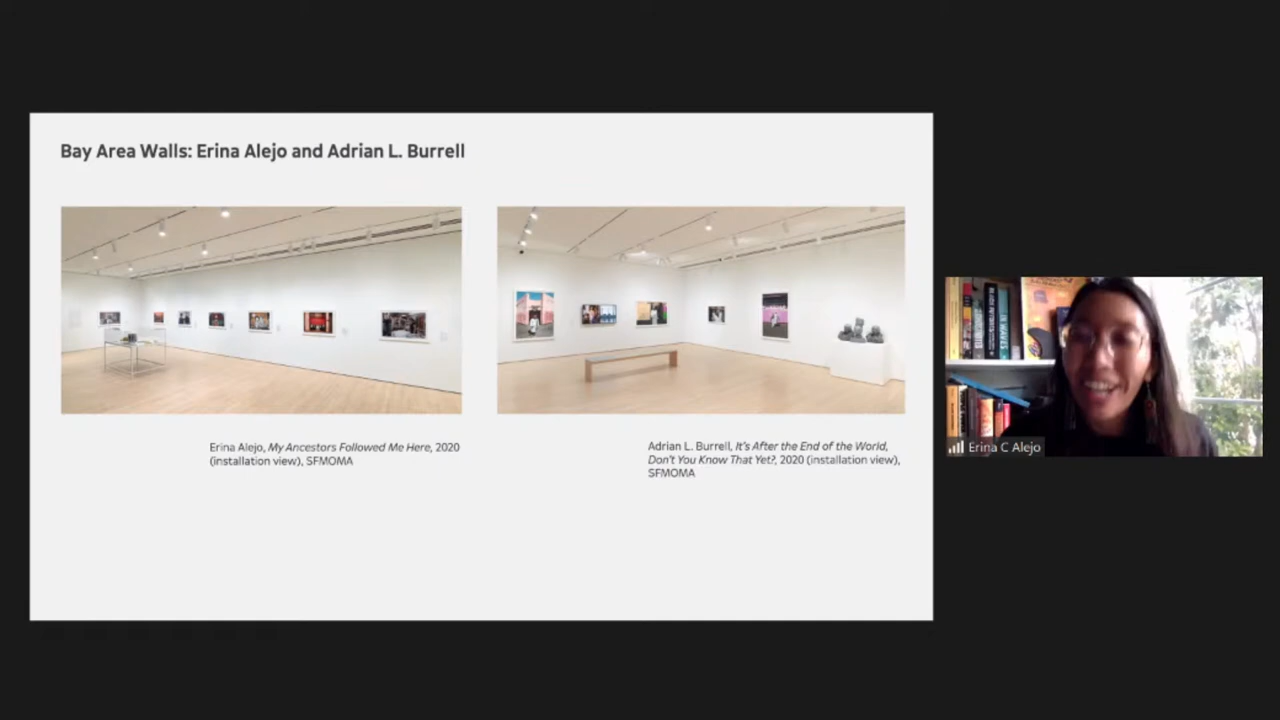 Bay Area Walls: Erina Alejo and Adrian L. Burrell
Erina Alejo, My Ancestors Followed Me Here, 2020
(installation view), SFMOMA
Adrian L. Burrell, It's After the End of the World,
Don't You Know That Yet?, 2020 (installation view),
SFMOMA
IN WAVES
Erina C Alejo